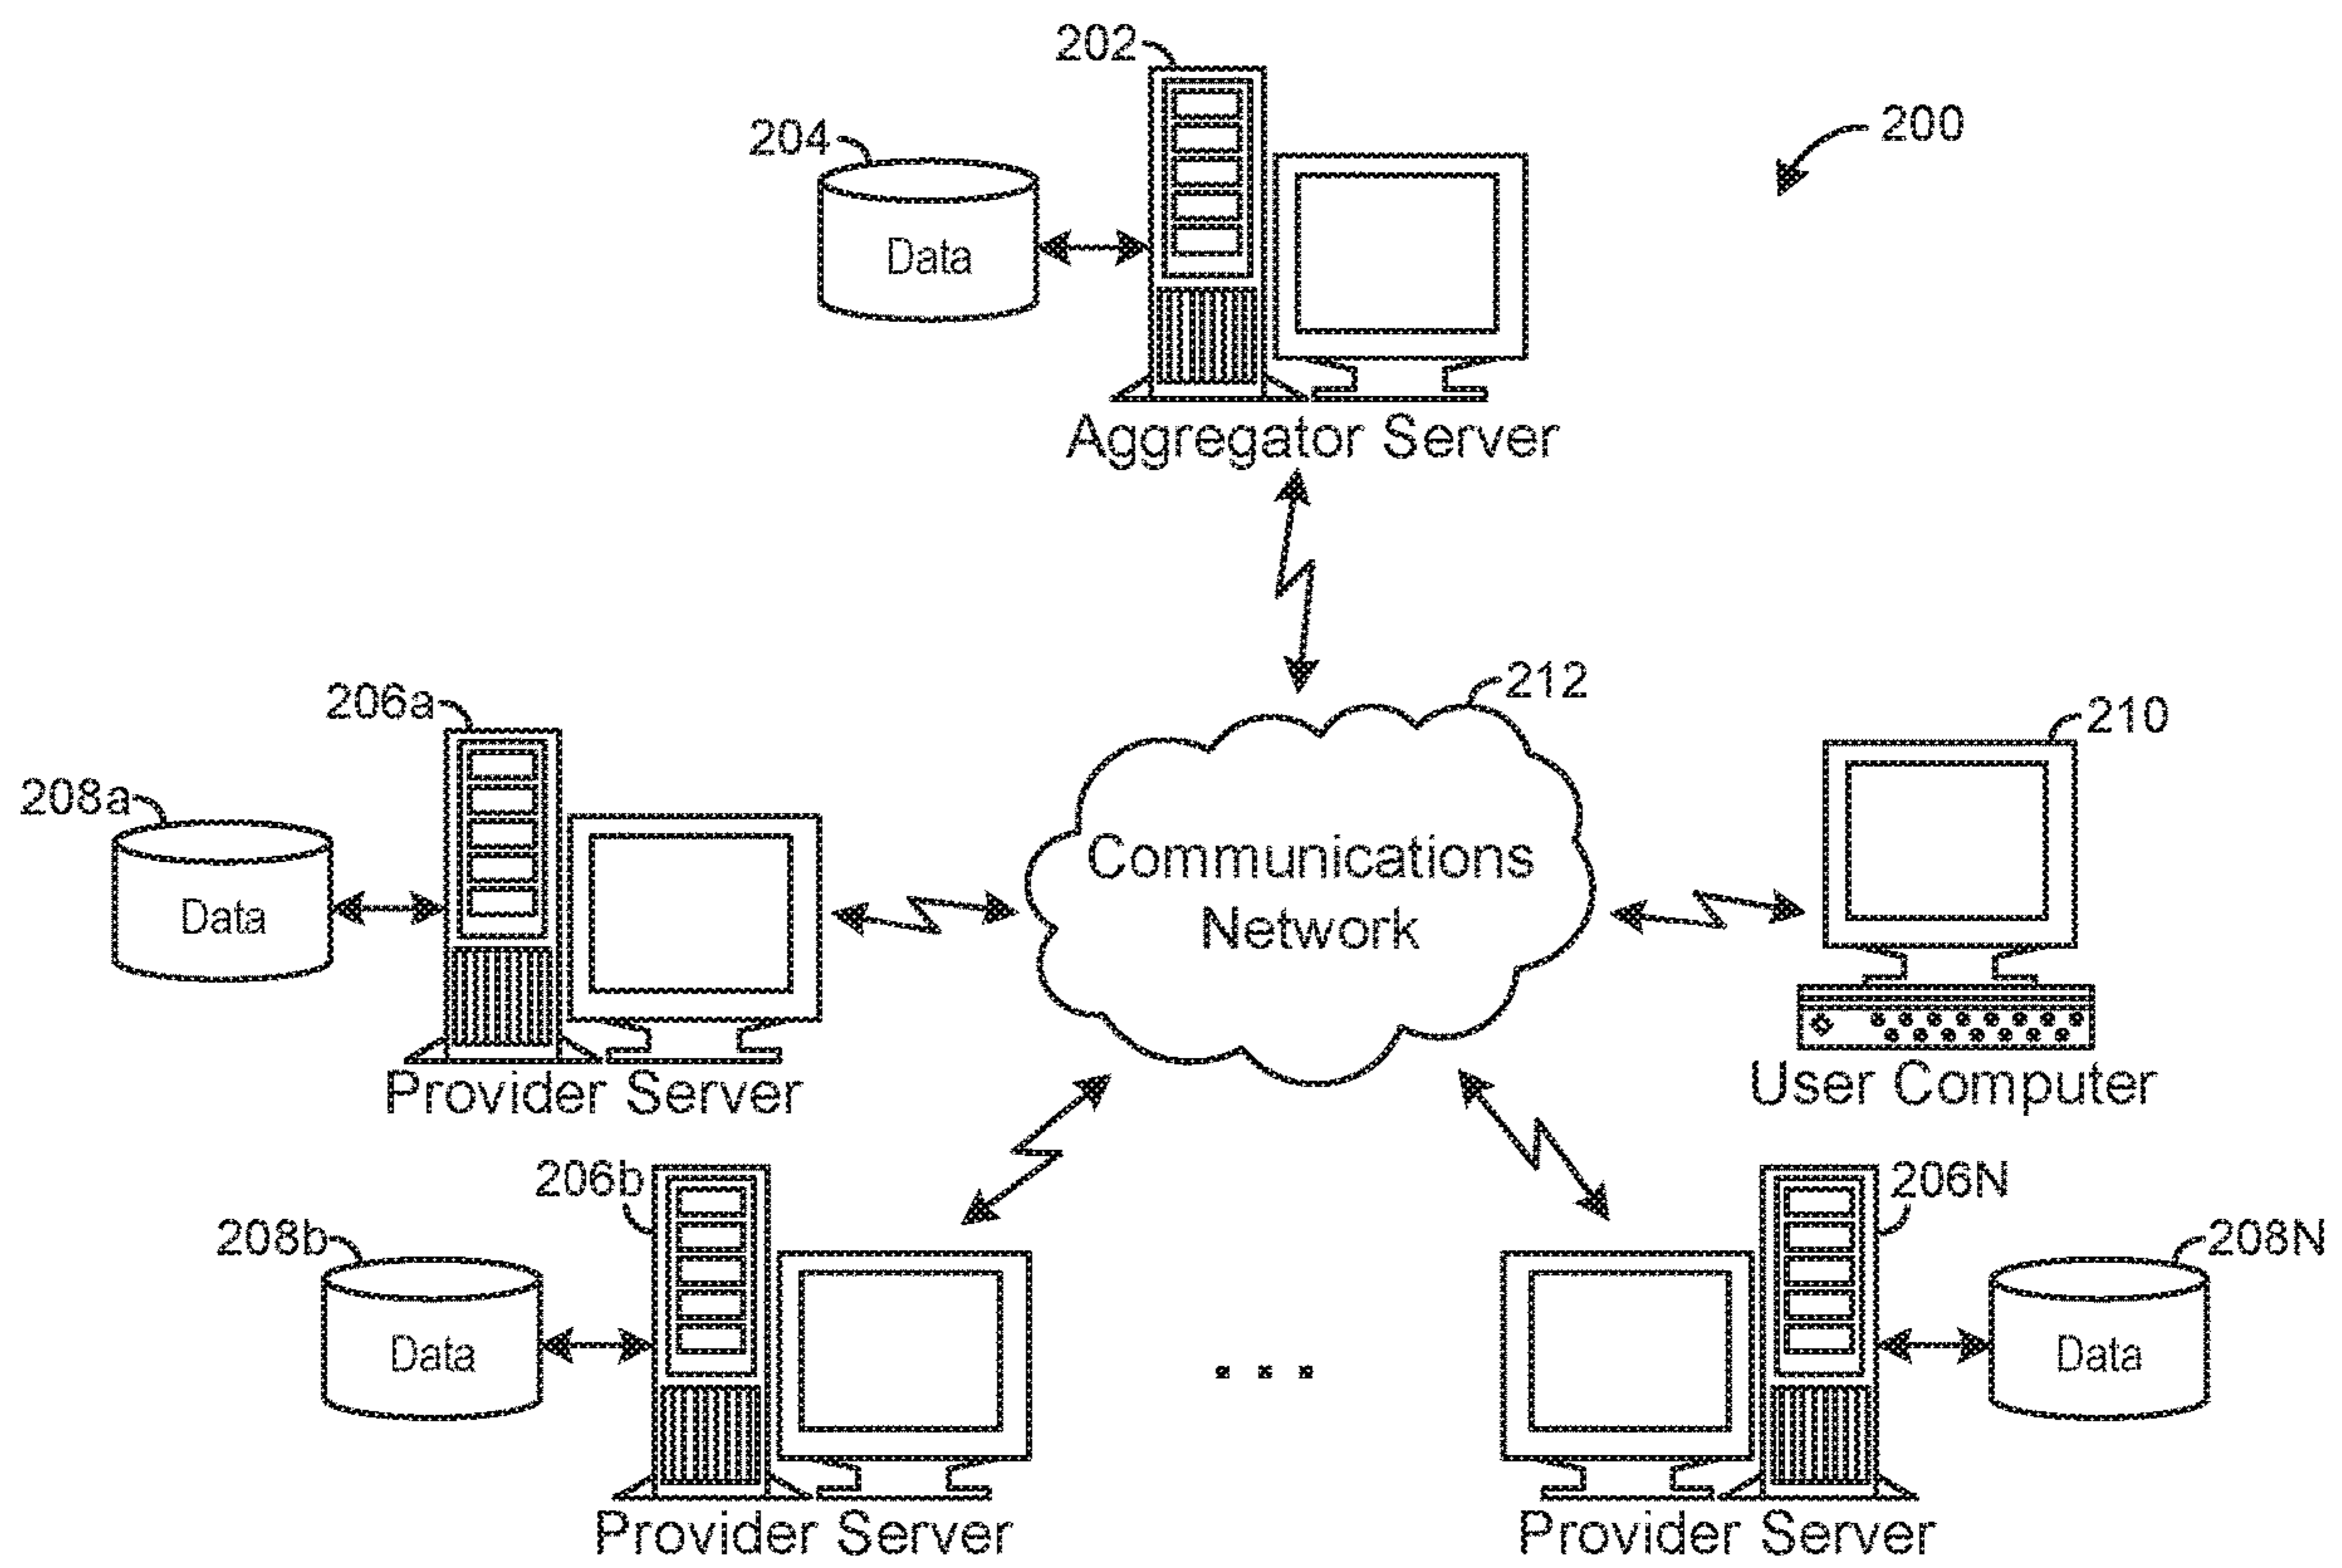 202
200
204
Data
Aggregator Server
212
206a
210
208a
Communications
Network
Data
Provider Server
User Computer
206b
206N
208b
208N
Data
...
Data
Provider Server
Provider Server